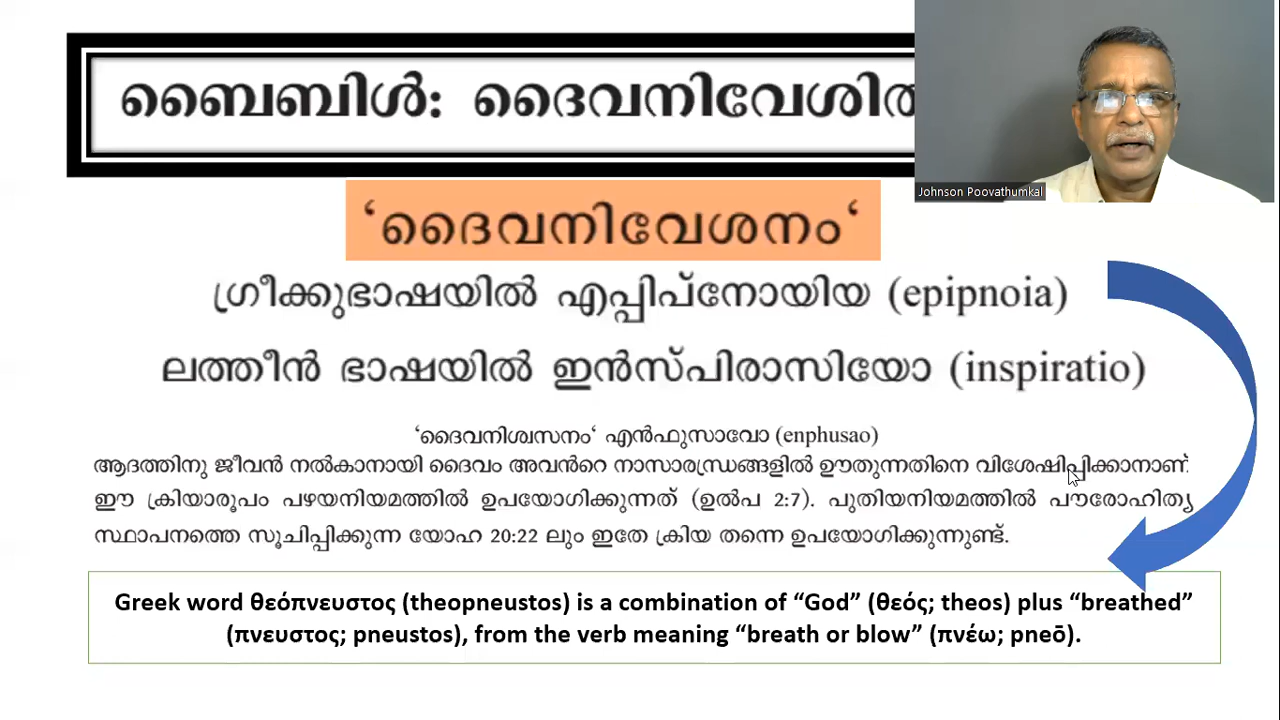 ബൈബിൾ: ദൈവനിവേശിത
Johnson Poovathumkal
‘ദൈവനിവേശനം‘
ഗ്രീക്കുഭാഷയിൽ എപ്പിപ്നോയിയ (epipnoia)
ലത്തീൻ ഭാഷയിൽ ഇൻസ്പിരാസിയോ (inspiratio)
‘ദൈവനിശ്വസനം‘ എൻഫുസാവോ (enphusao)
ആദത്തിനു ജീവൻ നൽകാനായി ദൈവം അവൻറെ നാസാരന്ധ്രങ്ങളിൽ ഊതുന്നതിനെ വിശേഷിപ്പിക്കാനാണ്
ഈ ക്രിയാരൂപം പഴയനിയമത്തിൽ ഉപയോഗിക്കുന്നത് (ഉൽപ 2:7). പുതിയനിയമത്തിൽ പൗരോഹിത്യ
സ്ഥാപനത്തെ സൂചിപ്പിക്കുന്ന യോഹ 20:22 ലും ഇതേ ക്രിയ തന്നെ ഉപയോഗിക്കുന്നുണ്ട്.
Greek word θεόπνευστος (theopneustos) is a combination of “God” (θεός; theos) plus “breathed”
(πνευστος; pneustos), from the verb meaning “breath or blow” (πνέω; pneō).